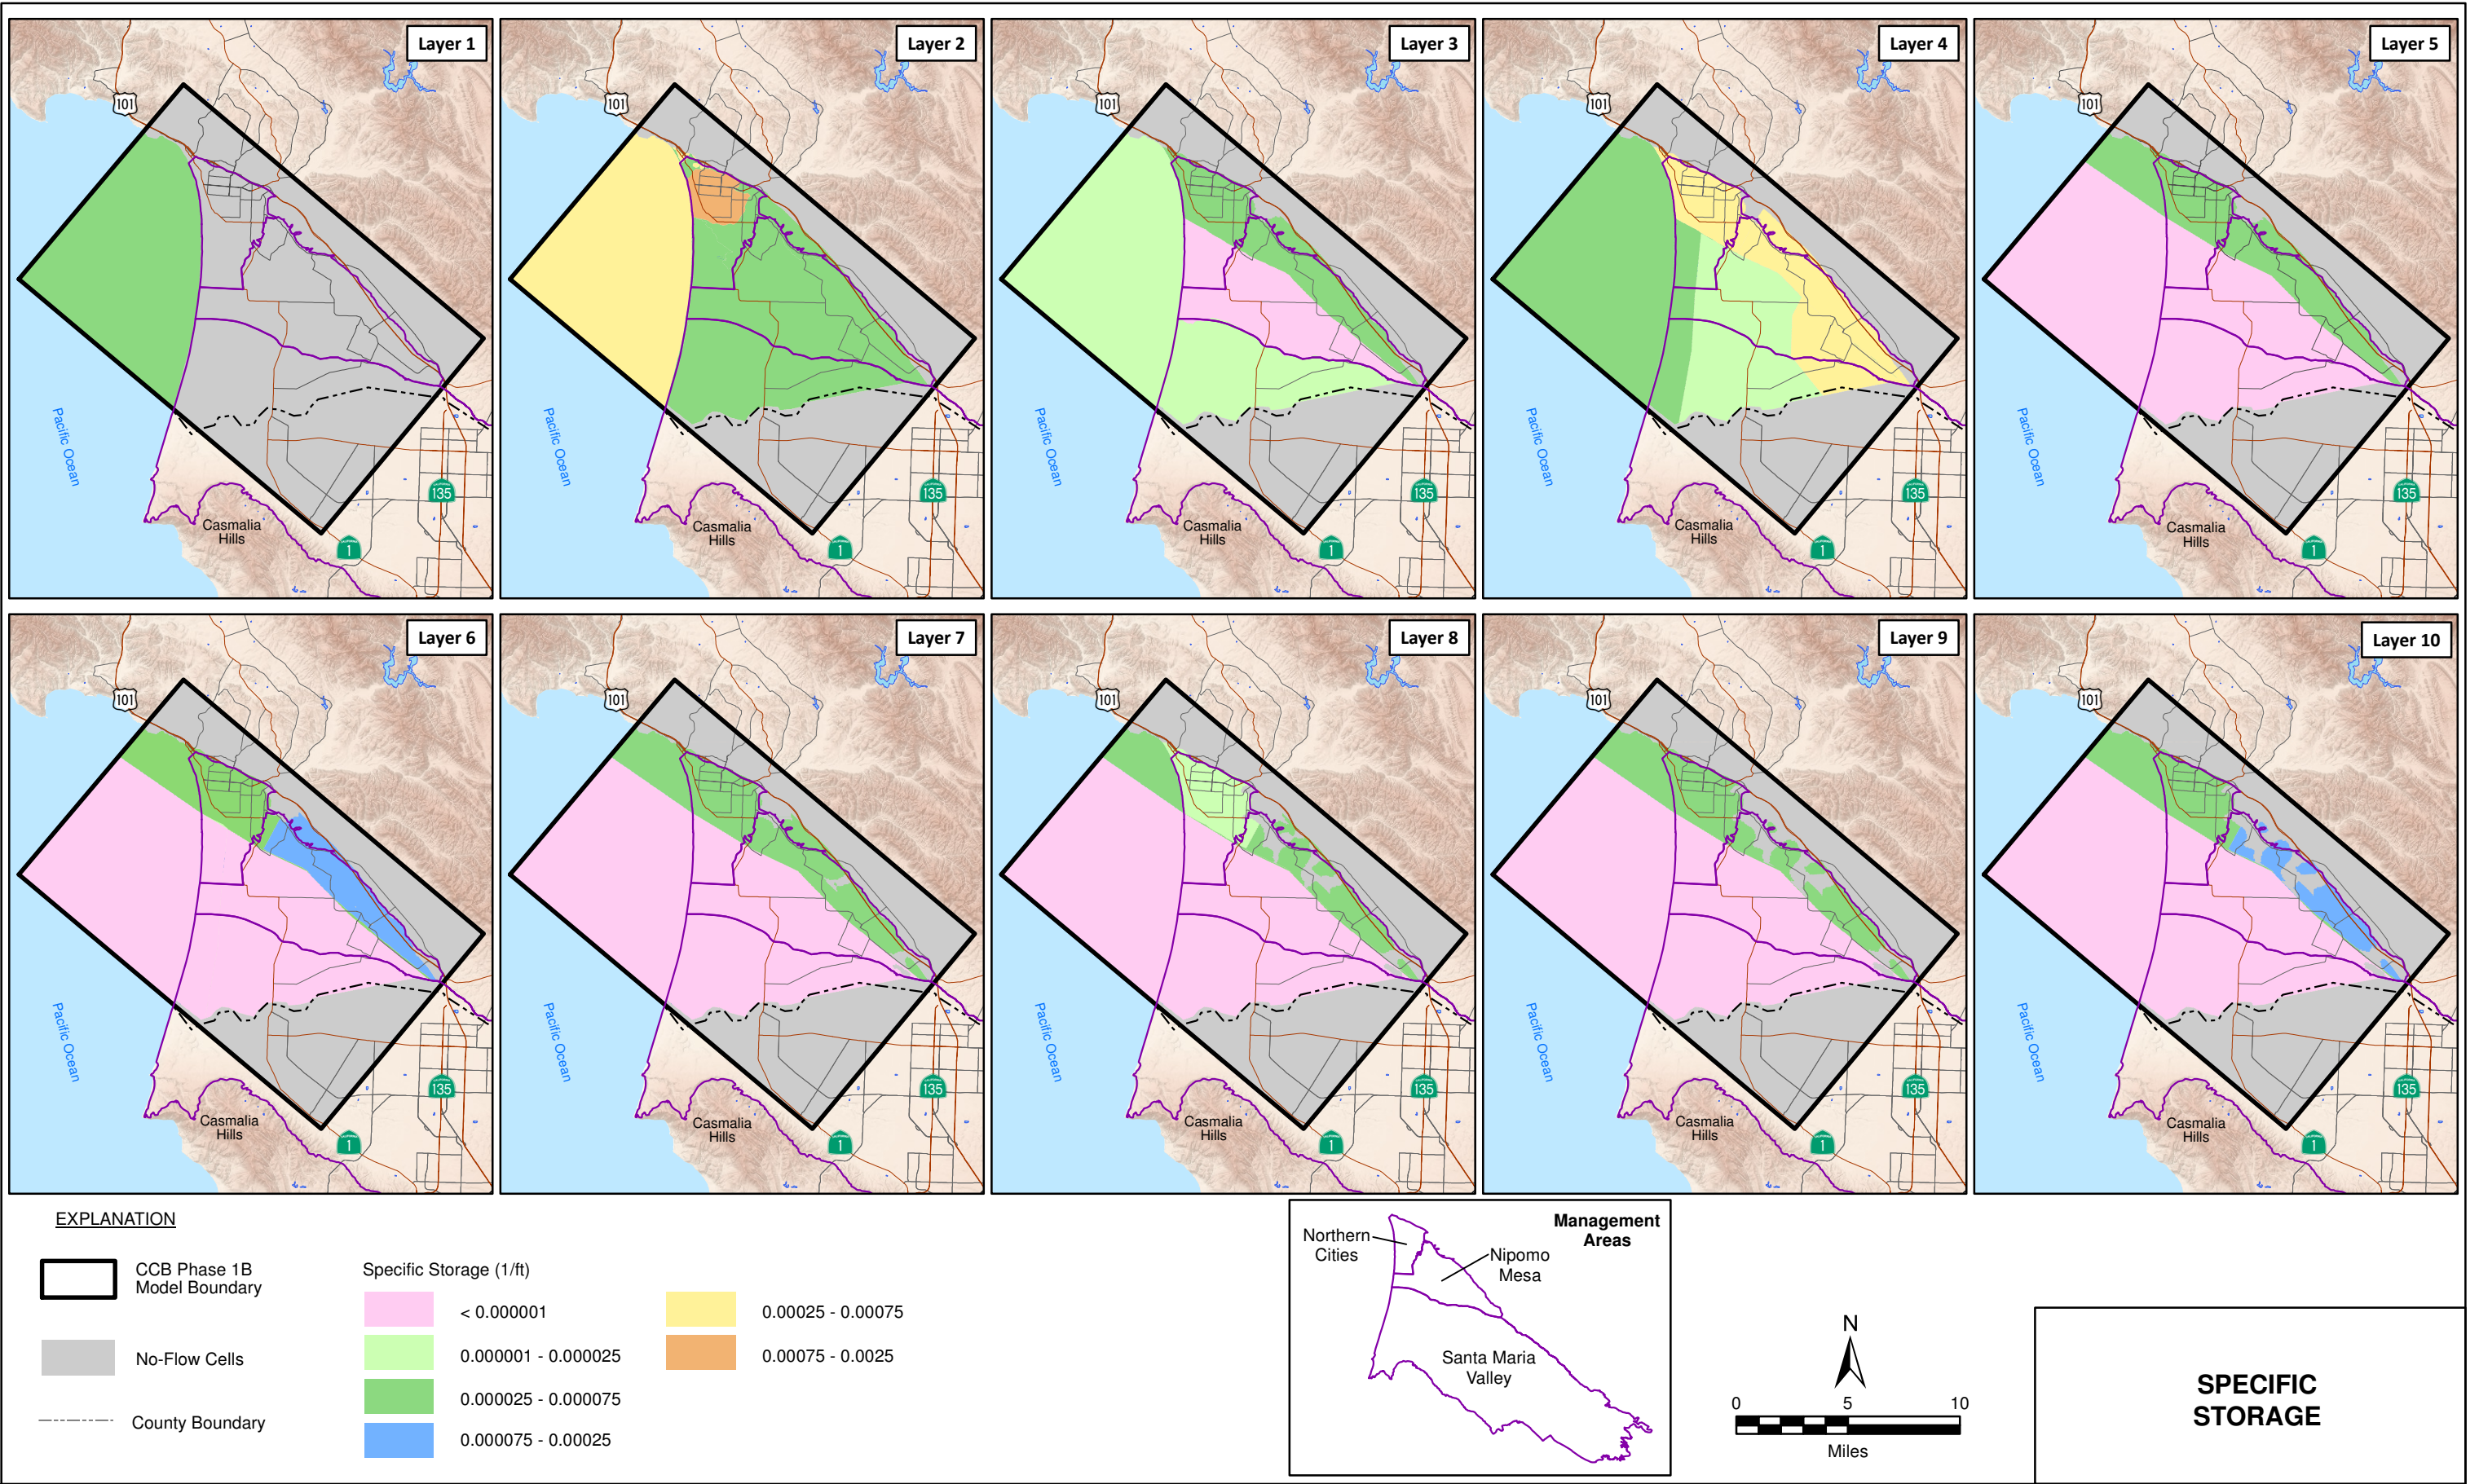 Layer 1
101
Pacific Ocean
Casmalia
Hills
135
1
Layer 2
101
Pacific Ocean
Casmalia
Hills
135
1
Layer 3
101
Pacific Ocean
Casmalia
Hills
135
1
Layer 4
101
Pacific Ocean
Casmalia
Hills
135
1
Layer 5
101
Pacific Ocean
Casmalia
Hills
135
1
Layer 6
101
Pacific Ocean
Casmalia
Hills
135
1
Layer 7
101
Pacific Ocean
Casmalia
Hills
135
1
Layer 8
101
Pacific Ocean
Casmalia
Hills
135
1
Layer 9
101
Pacific Ocean
Casmalia
Hills
135
1
Layer 10
101
Pacific Ocean
Casmalia
Hills
135
1
EXPLANATION
CCB Phase 1B
Model Boundary
No-Flow Cells
County Boundary
Specific Storage (1/ft)
< 0.000001
0.000001 - 0.000025
0.000025 - 0.000075
0.000075 - 0.00025
0.00025 - 0.00075
0.00075 - 0.0025
Management
Areas
Northern
Cities
Nipomo
Mesa
Santa Maria
Valley
N
0 5 10
Miles
SPECIFIC
STORAGE